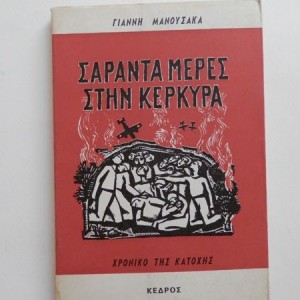 ΓΙΑΝΝΗ ΜΑΝΟΥΣΑΚΑ
ΣΑΡΑΝΤΑ ΜΕΡΕΣ
ΣΤΗΝ ΚΕΡΚΥΡΑ
ΧΡΟΝΙΚΟ ΤΗΣ ΚΑΤΟΧΗΣ
ΚΕΔΡΟΣ